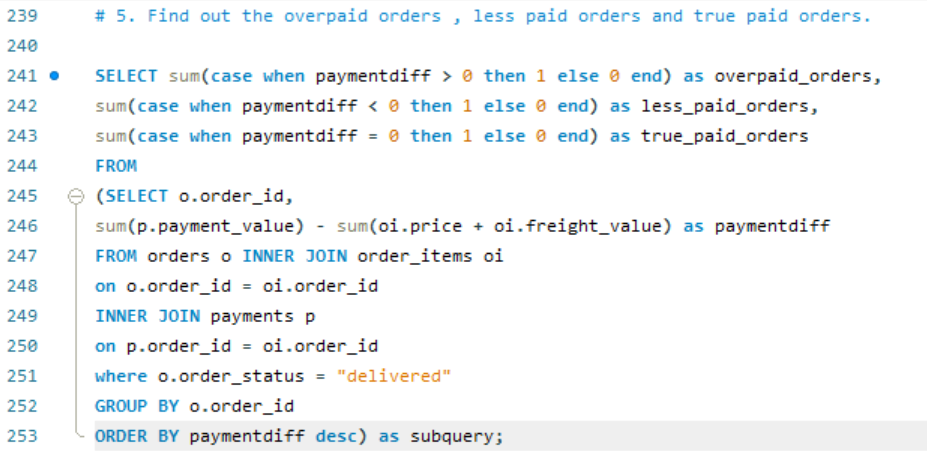 239 # 5. Find out the overpaid orders , less paid orders and true paid orders.
240
241 SELECT sum(case when paymentdiff > 0 then 1 else 0 end) as overpaid_orders,
242 sum(case when paymentdiff < 0 then 1 else 0 end) as less_paid_orders,
243 sum(case when paymentdiff = 0 then 1 else 0 end) as true_paid_orders
244 FROM
245 (SELECT o.order_id,
246 sum(p.payment_value) - sum(oi.price + oi.freight_value) as paymentdiff
247 FROM orders o INNER JOIN order_items oi
248 on o.order_id = oi.order_id
249 INNER JOIN payments p
250 on p.order_id = oi.order_id
251 where o.order_status = "delivered"
252 GROUP BY o.order_id
253 ORDER BY paymentdiff desc) as subquery;